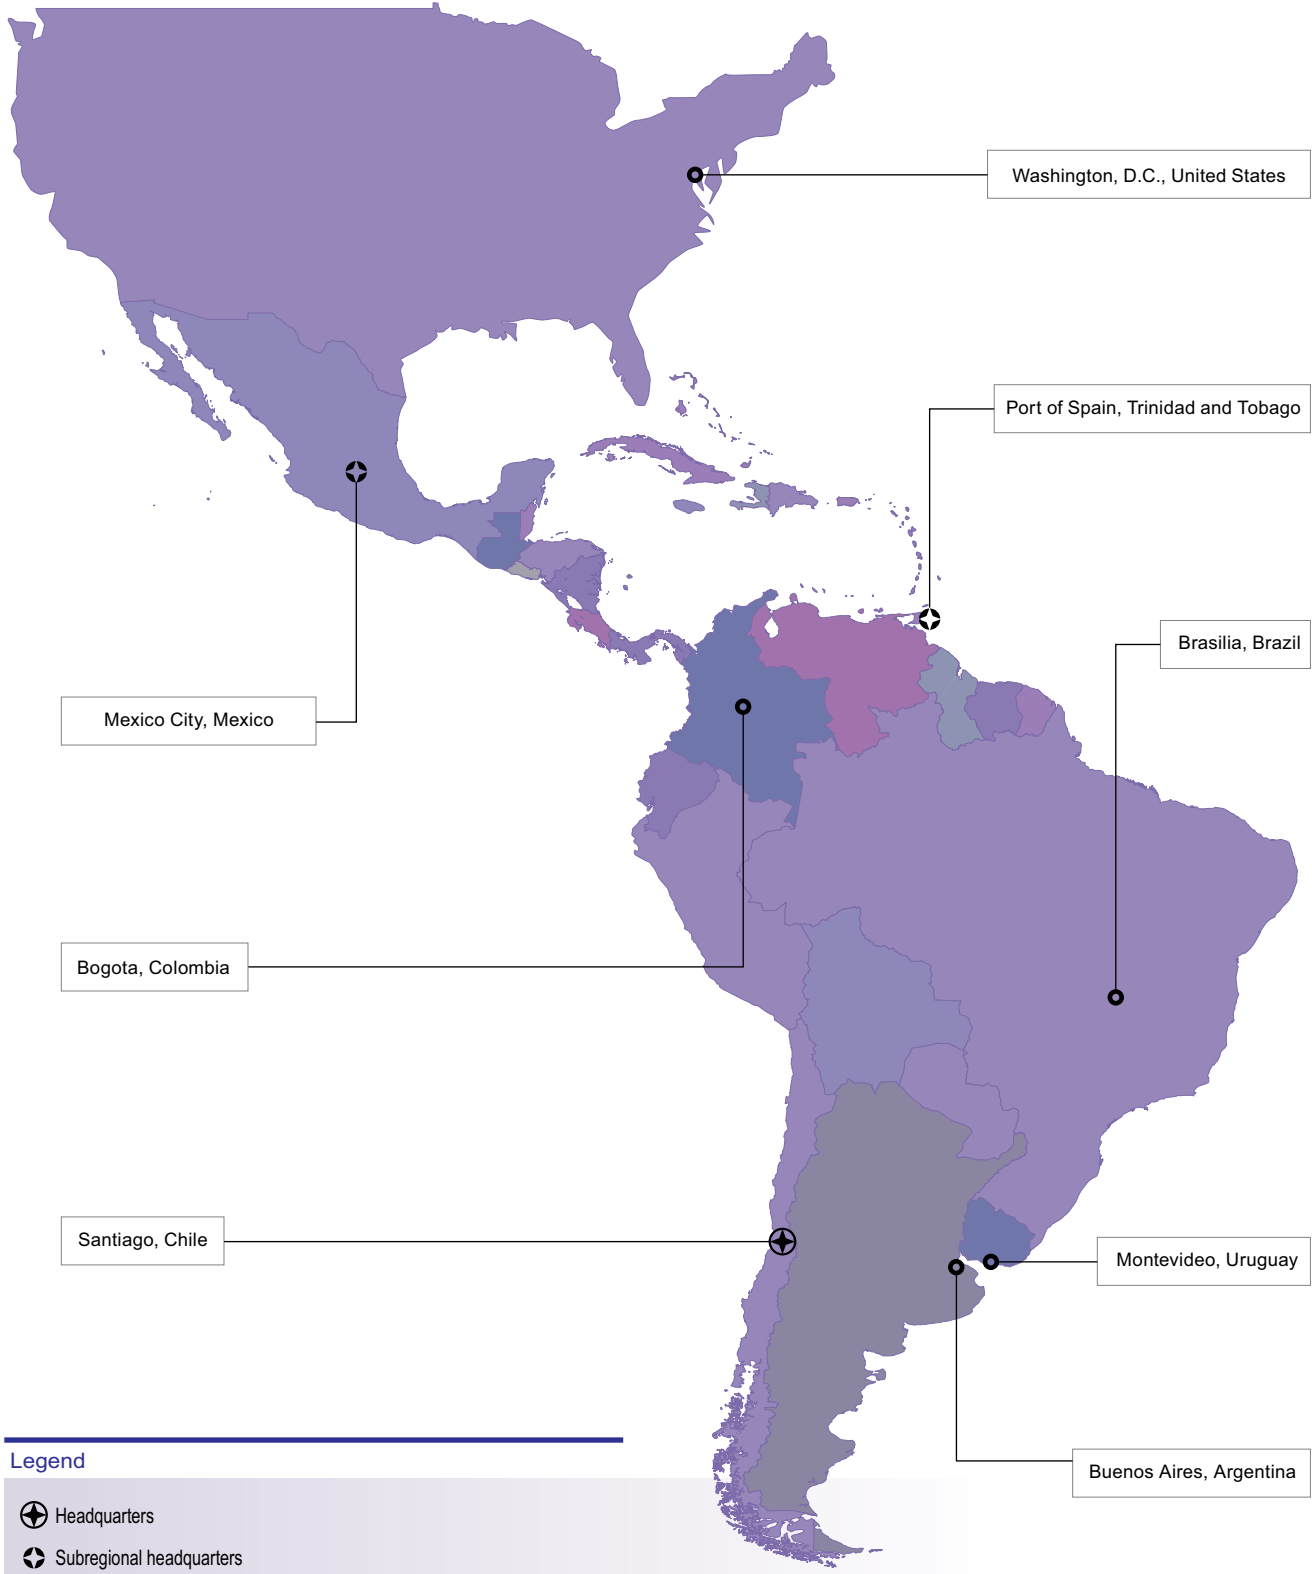 Washington, D.C., United States
Port of Spain, Trinidad and Tobago
Brasilia, Brazil
Mexico City, Mexico
Bogota, Colombia
Santiago, Chile
Montevideo, Uruguay
Buenos Aires, Argentina
Legend
Headquarters
Subregional headquarters